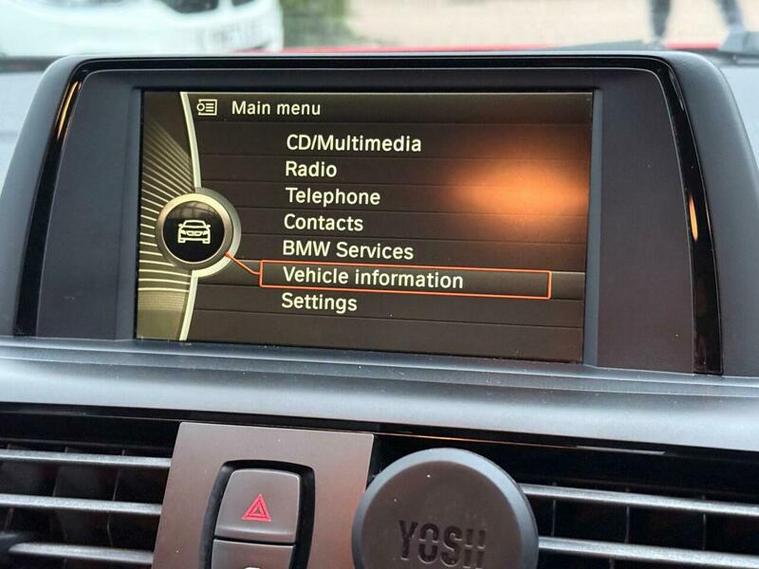 Main menu
CD/Multimedia
Radio
Telephone
Contacts
BMW Services
Vehicle information
Settings
YOSH